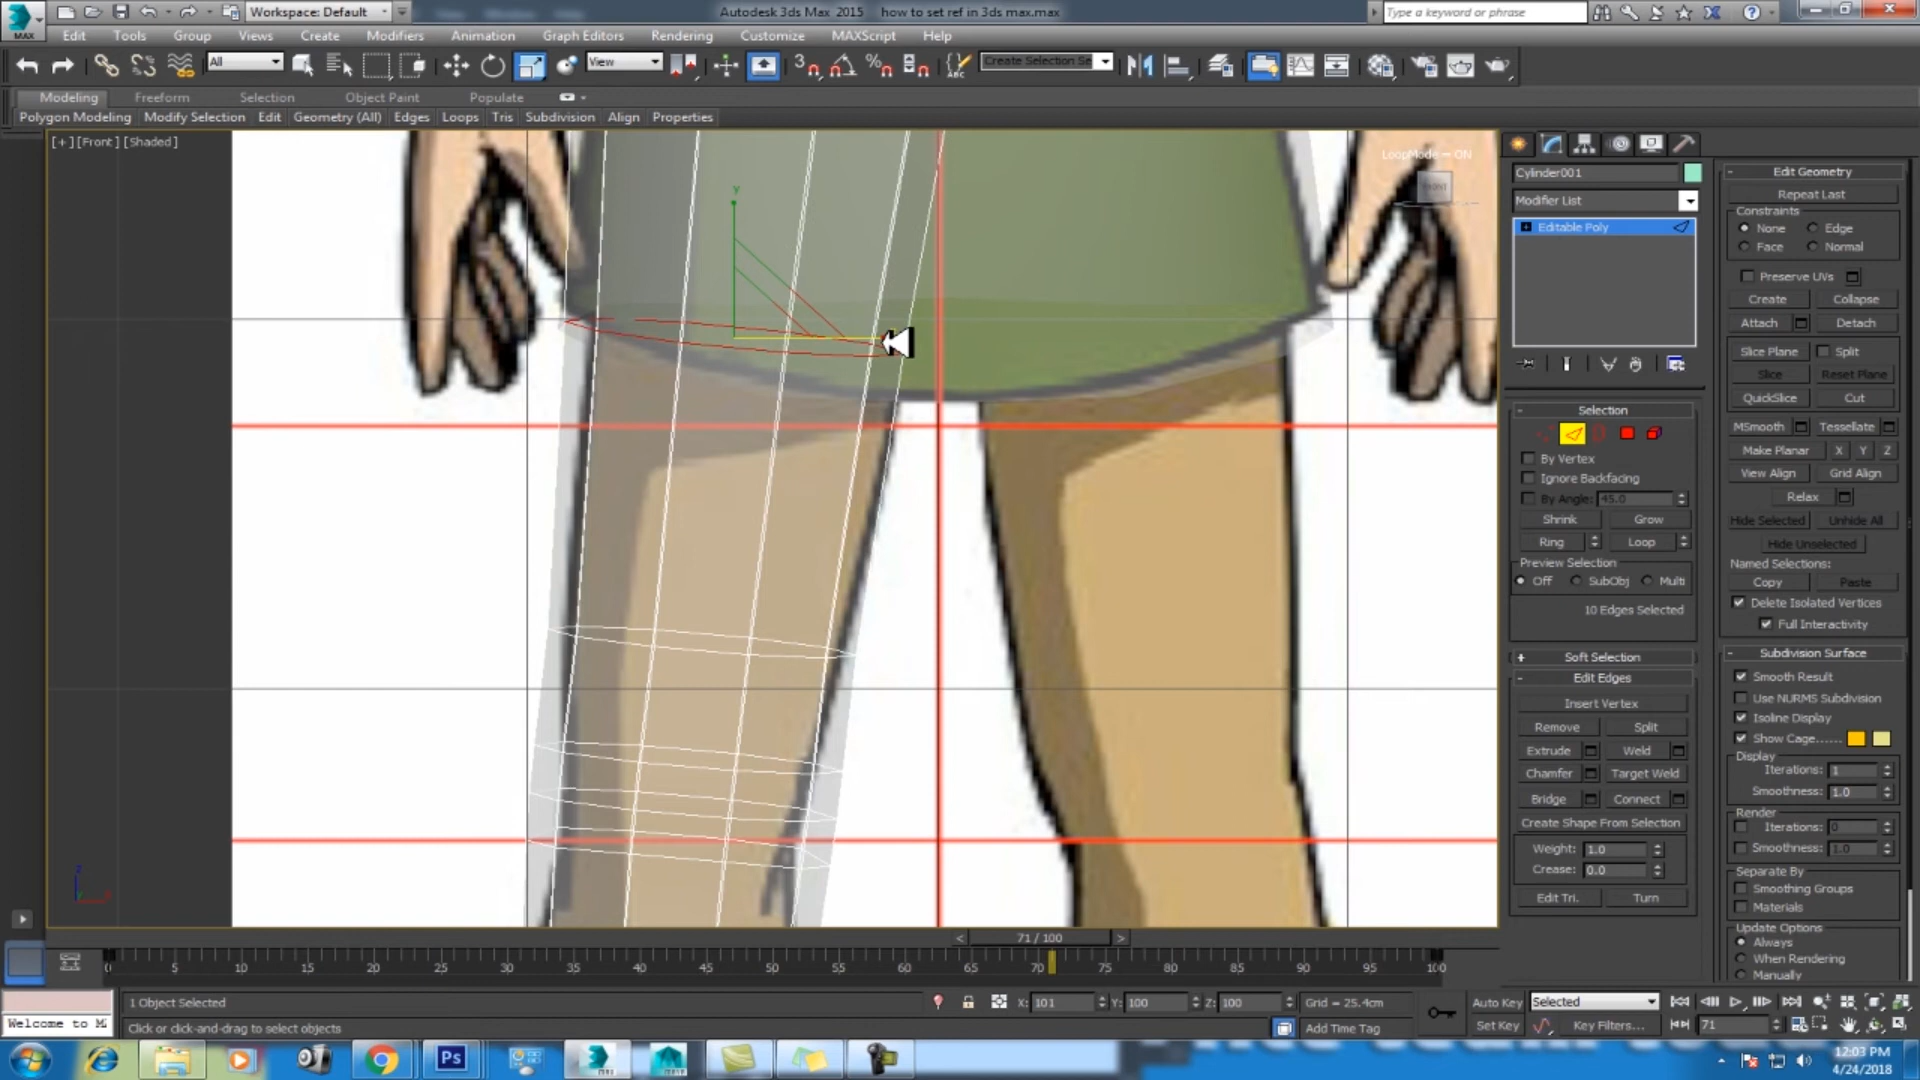 MAX
Workspace: Default
Autodesk 3ds Max 2015
how to set ref in 3ds max.max
Type a keyword or phrase
Edit
Tools
Group
Views
Create
Modifiers
Animation
Graph Editors
Rendering
Customize
MAXScript
Help
All
View
3
Create Selection Se
Modeling
Freeform
Selection
Object Paint
Populate
Polygon Modeling
Modify Selection
Edit
Geometry (All)
Edges
Loops
Tris
Subdivision
Align
Properties
[+] [Front] [Shaded]
LoopMode = ON
y
Cylinder001
Modifier List
Editable Poly
Selection
By Vertex
Ignore Backfacing
By Angle: 45.0
Shrink
Grow
Ring
Loop
Preview Selection
Off
SubObj
Multi
10 Edges Selected
Soft Selection
Edit Edges
Insert Vertex
Remove
Split
Extrude
Weld
Chamfer
Target Weld
Bridge
Connect
Create Shape From Selection
Weight: 1.0
Crease: 0.0
Edit Tri.
Turn
Edit Geometry
Repeat Last
Constraints
None
Edge
Face
Normal
Preserve UVs
Create
Collapse
Attach
Detach
Slice Plane
Split
Slice
Reset Plane
QuickSlice
Cut
MSmooth
Tessellate
Make Planar
X
Y
Z
View Align
Grid Align
Relax
Hide Selected
Unhide All
Hide Unselected
Named Selections:
Copy
Paste
Delete Isolated Vertices
Full Interactivity
Subdivision Surface
Smooth Result
Use NURMS Subdivision
Isoline Display
Show Cage......
Display
Iterations: 1
Smoothness: 1.0
Render
Iterations: 0
Smoothness: 1.0
Separate By
Smoothing Groups
Materials
Update Options
Always
When Rendering
Manually
< 71 / 100 >
0 5 10 15 20 25 30 35 40 45 50 55 60 65 70 75 80 85 90 95 100
1 Object Selected
X: 101
Y: 100
Z: 100
Grid = 25.4cm
Auto Key
Selected
Welcome to M
Click or click-and-drag to select objects
Add Time Tag
Set Key
Key Filters...
71
Ps
12:03 PM
4/24/2018